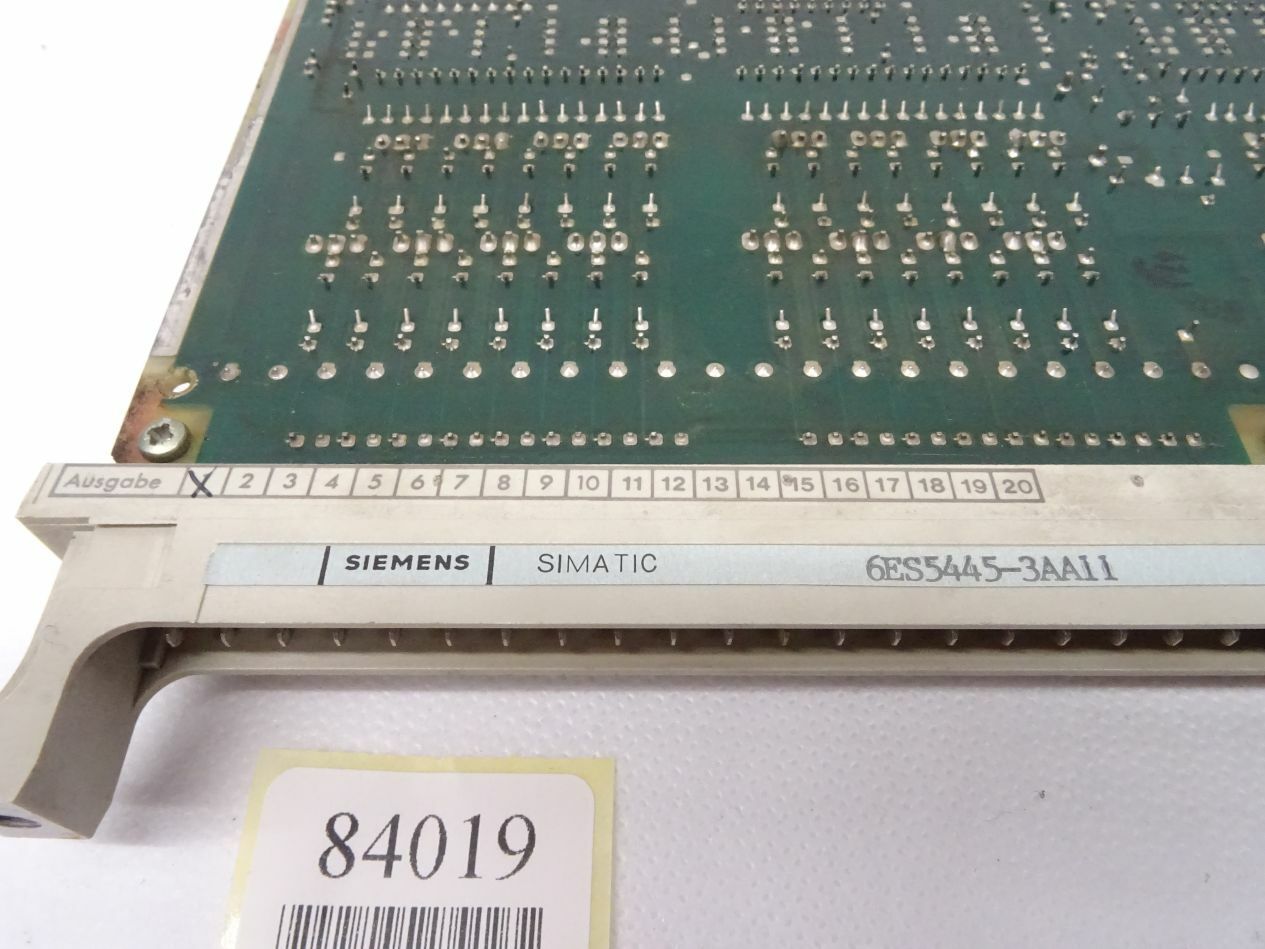 Ausgabe X 2 3 4 5 6 7 8 9 10 11 12 13 14 15 16 17 18 19 20
SIEMENS SIMATIC 6ES5445-3AA11
84019